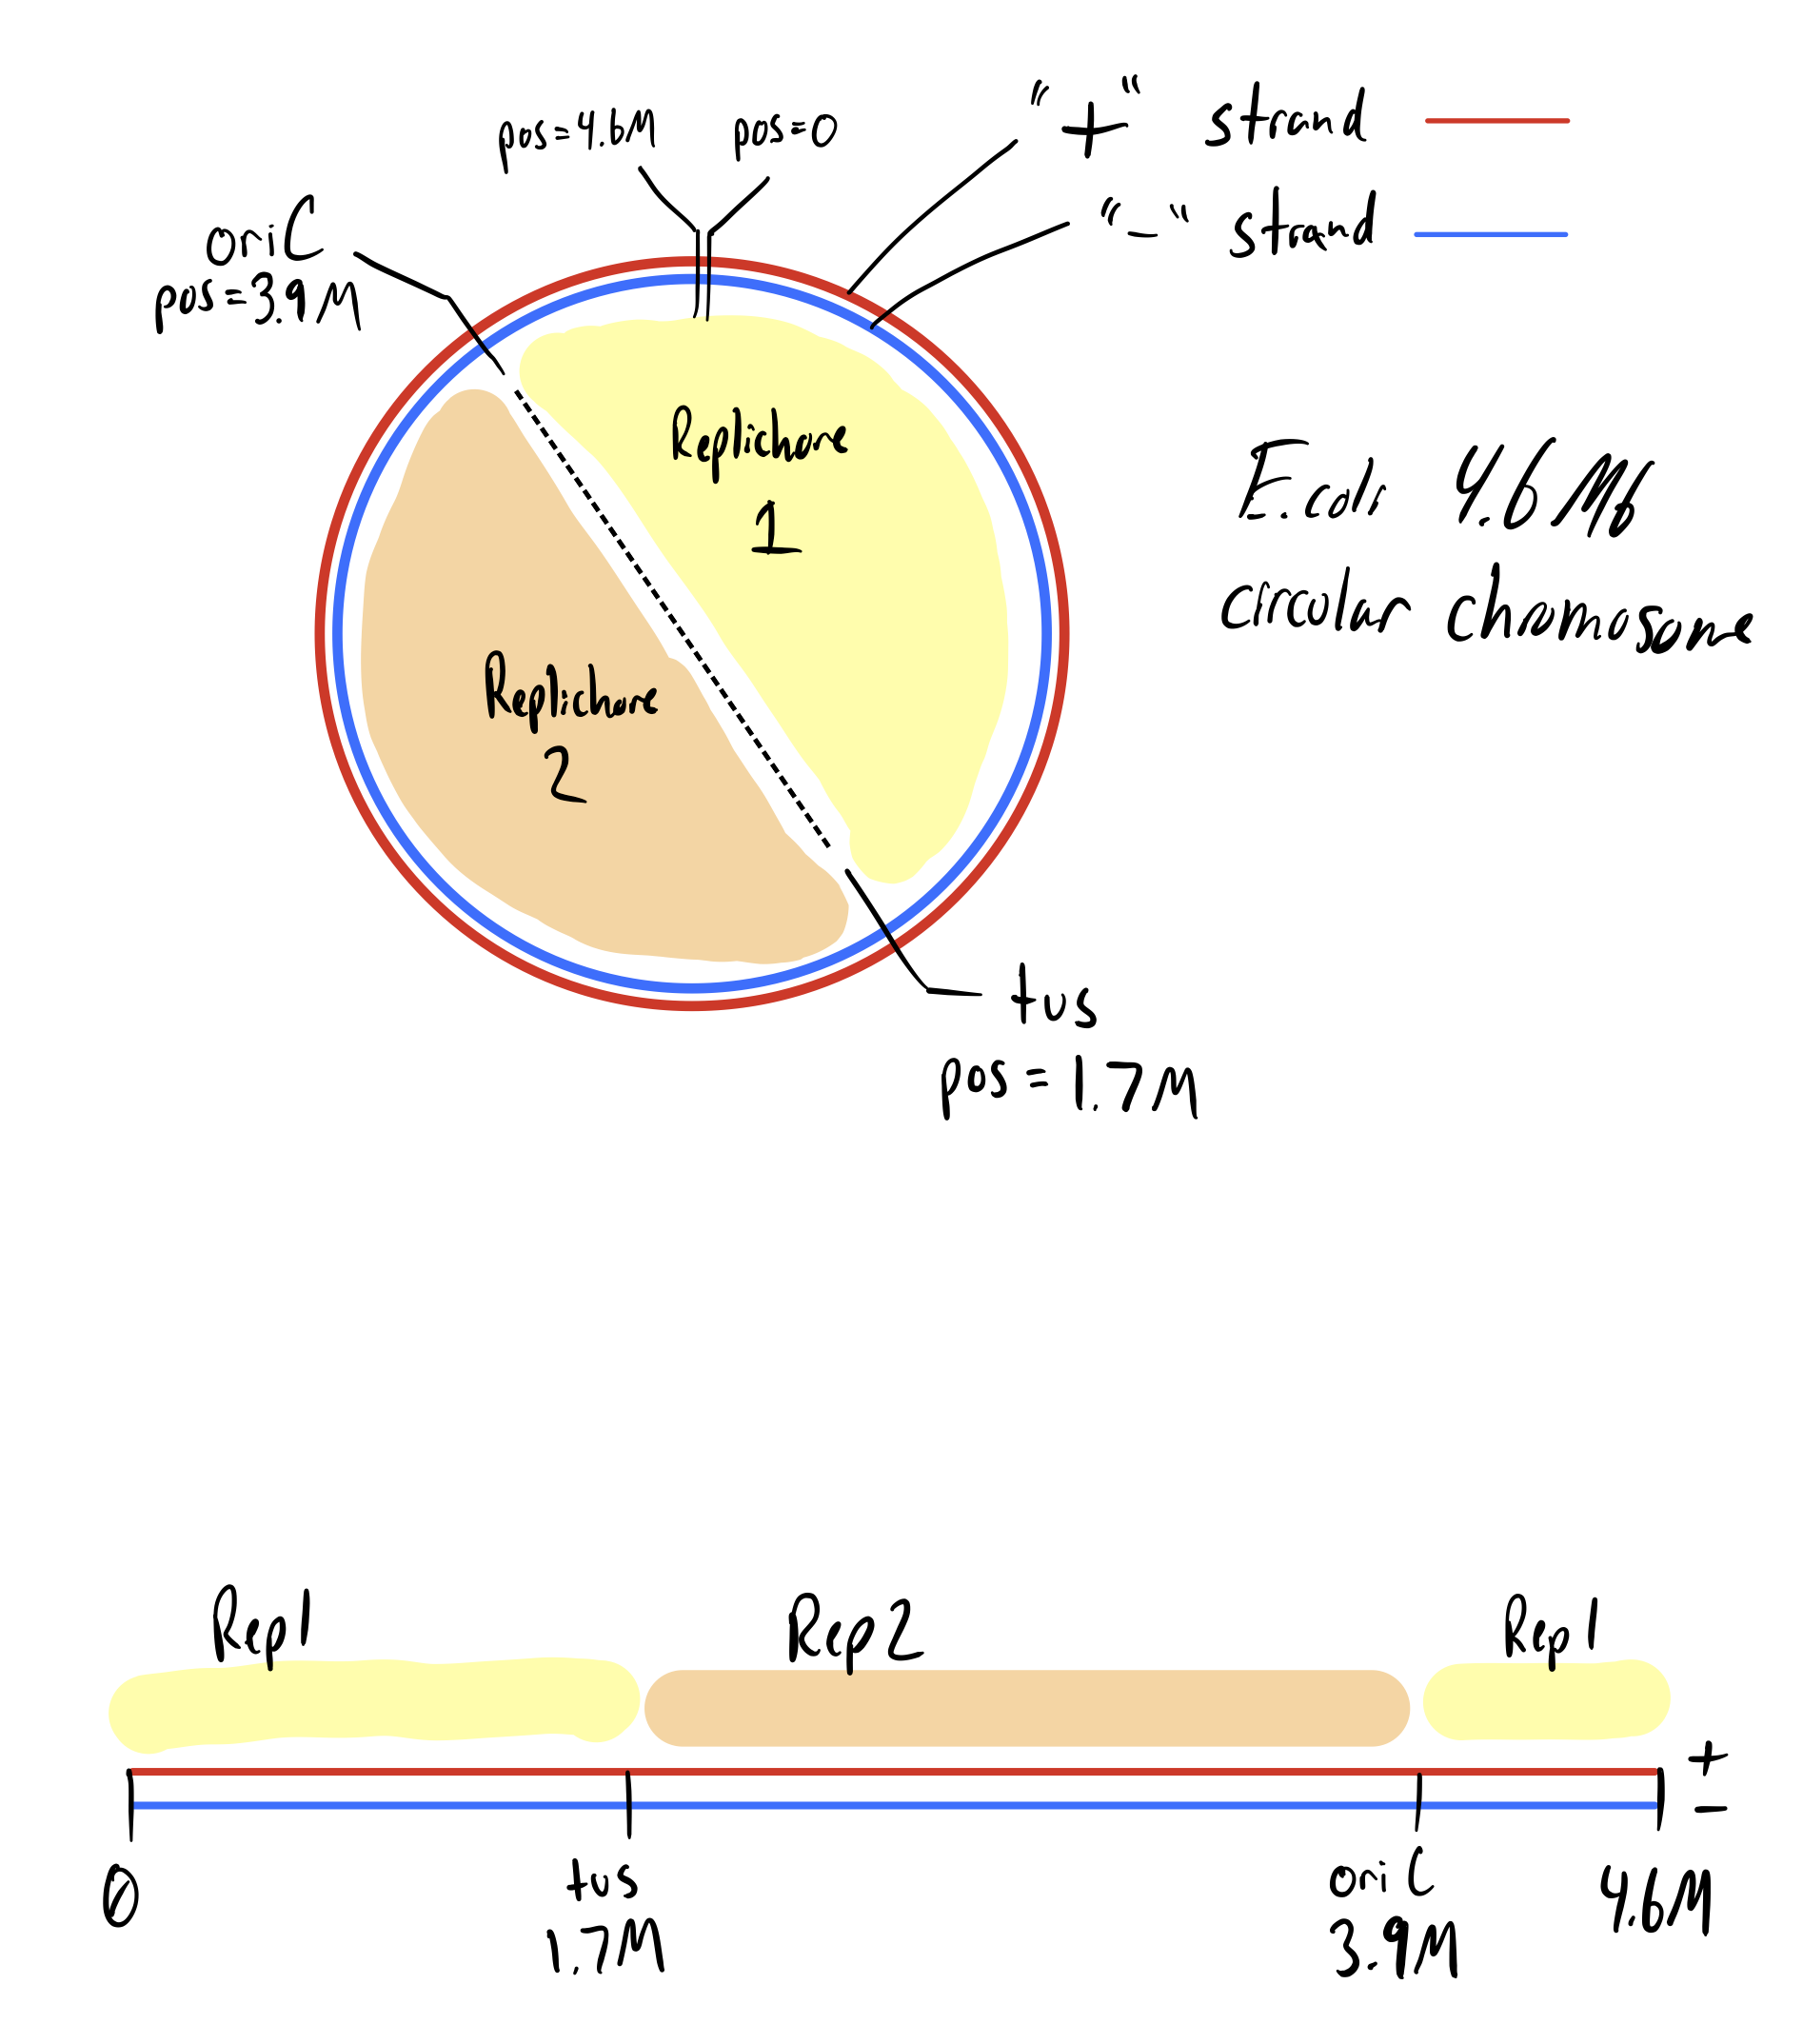 "+" strand
"-" strand
pos=4.6M
pos=0
oriC
pos=3.9M
Replichore
1
E.coli 4.6Mb
circular chromosome
Replichore
2
tus
pos=1.7M
Rep1
Rep2
Rep1
+
-
0
tus
1.7M
oriC
3.9M
4.6M